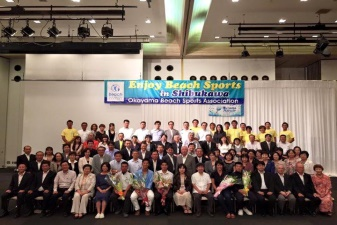 Enjoy Beach Sports
in Shibukawa
Okayama Beach Sports Association